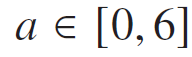 a ∈ [0, 6]